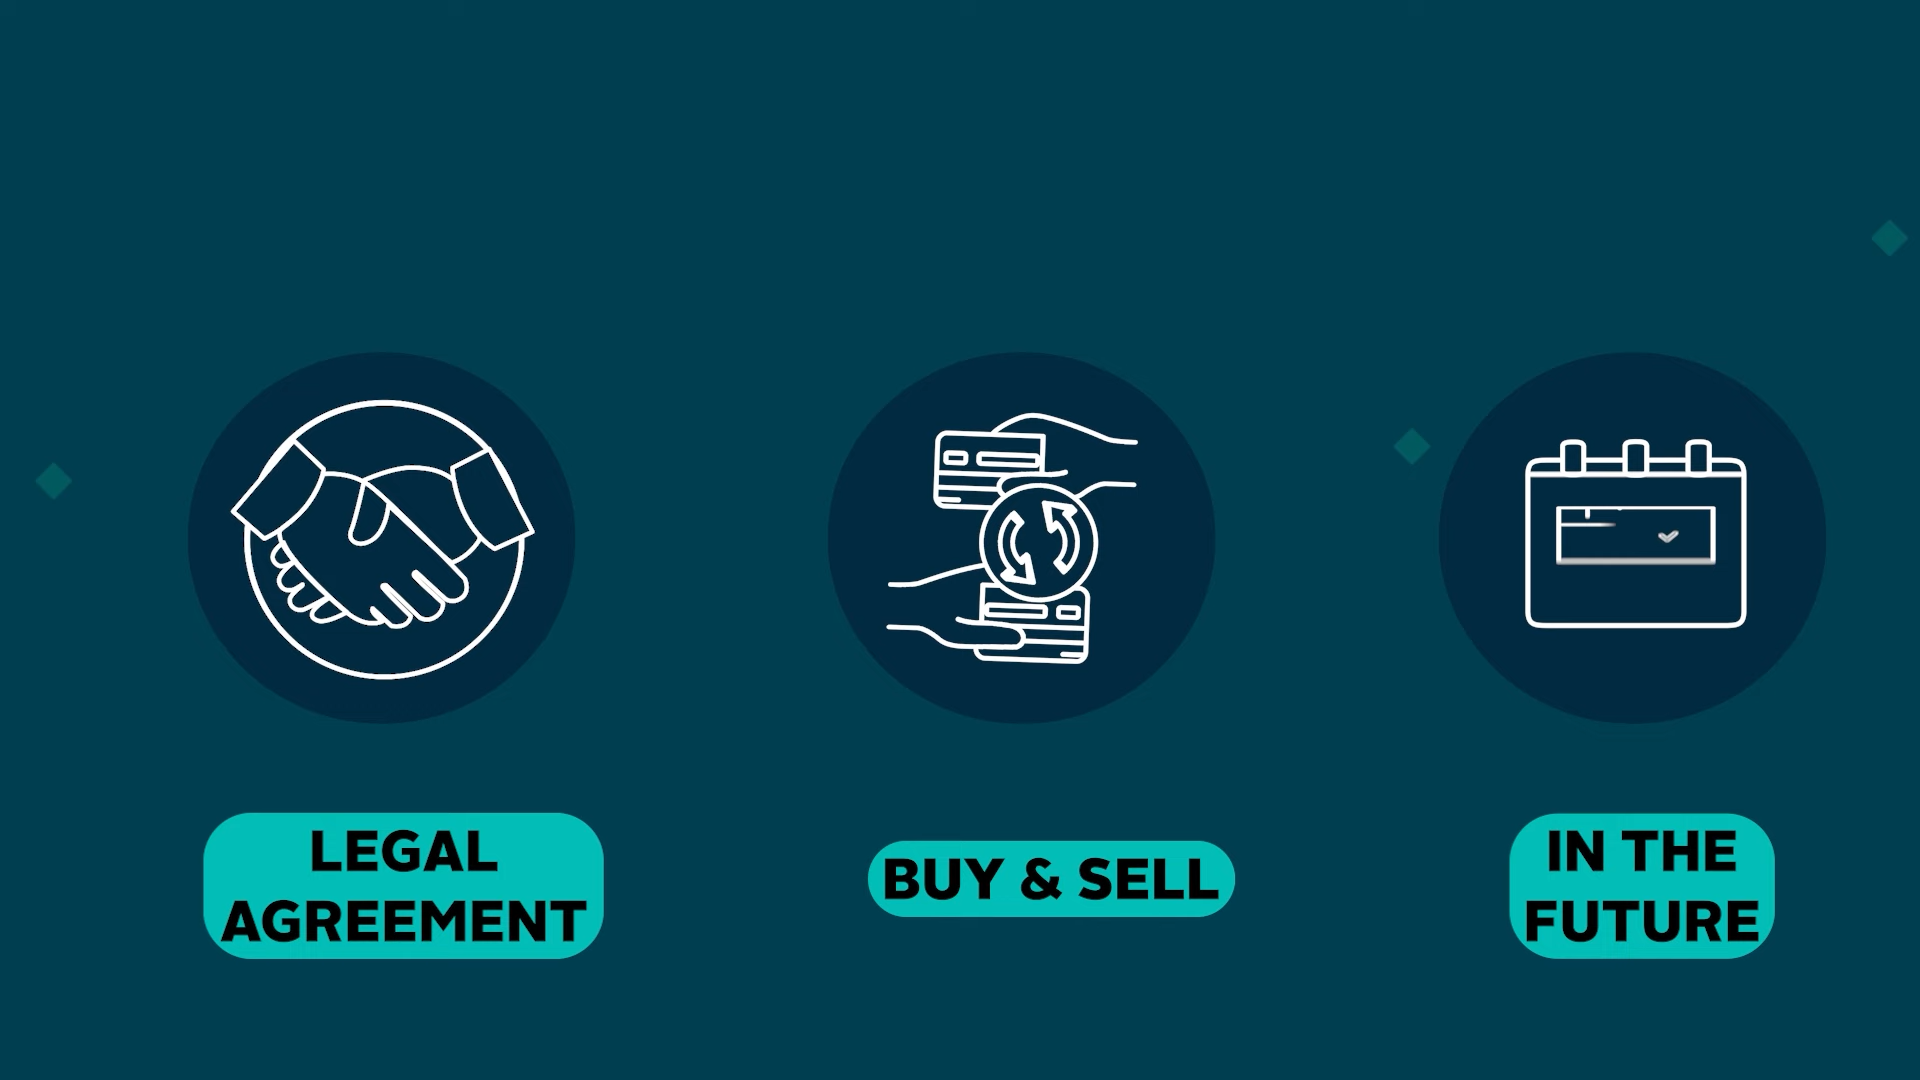 LEGAL
AGREEMENT
BUY & SELL
IN THE
FUTURE